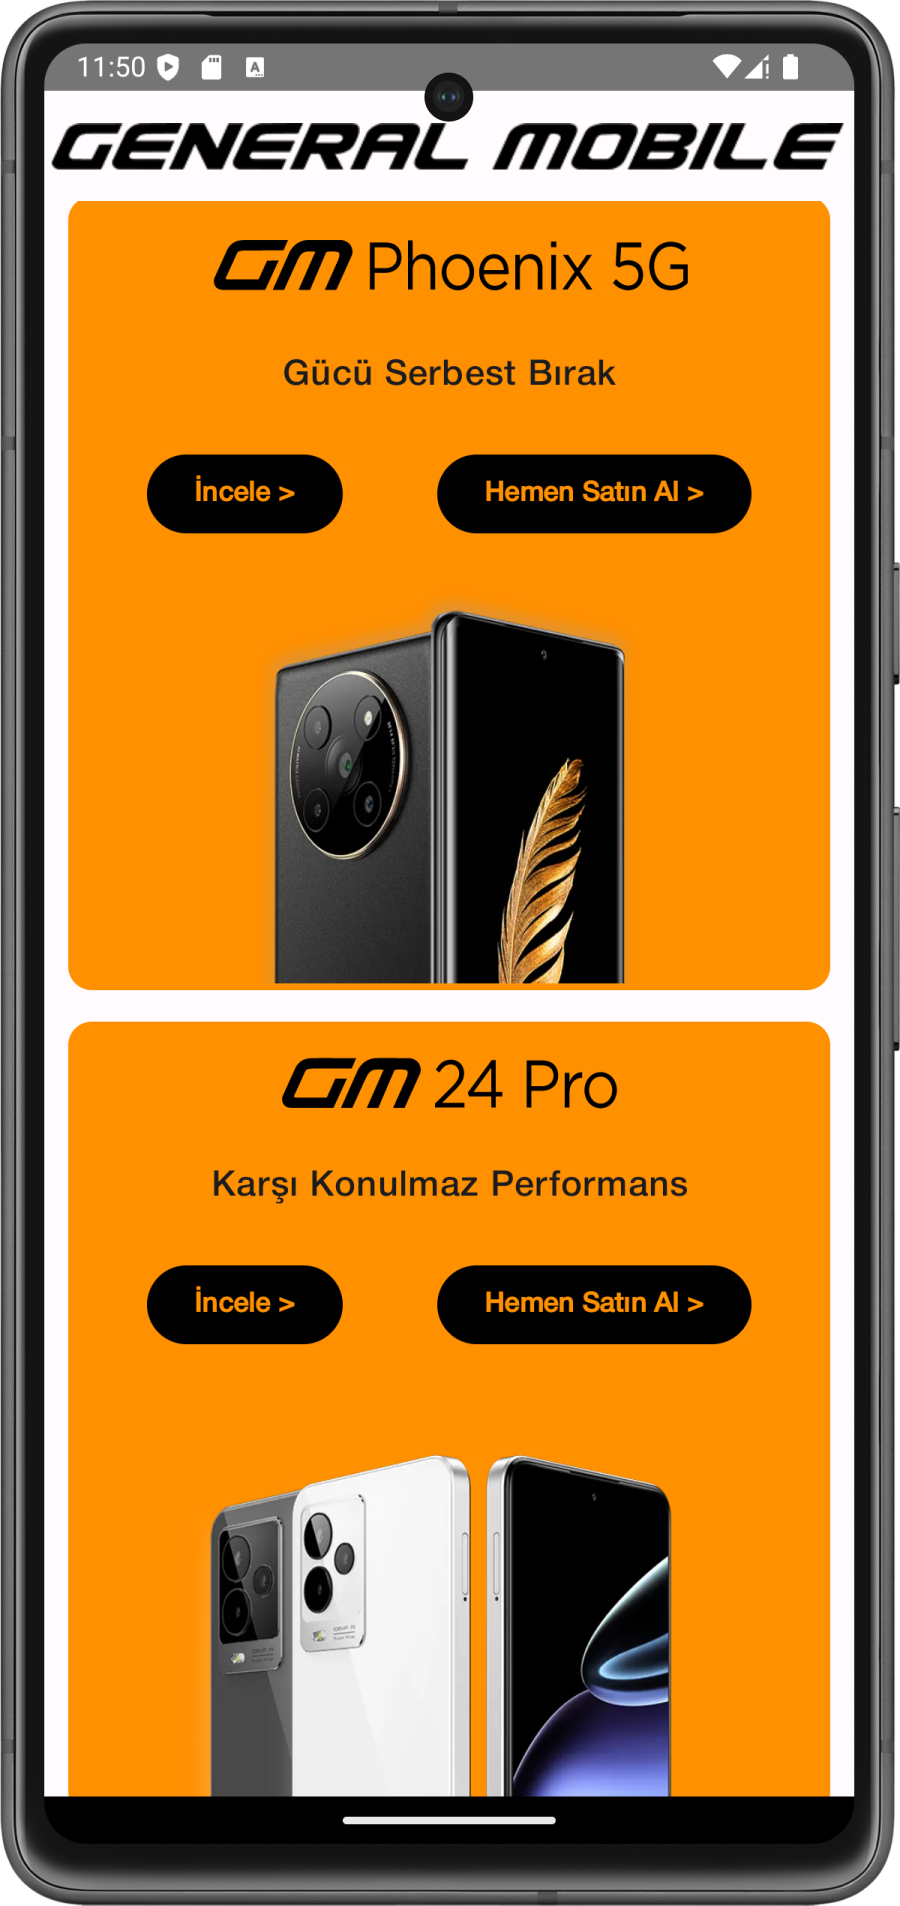 11:50
GENERAL MOBILE
GM Phoenix 5G
Gücü Serbest Bırak
İncele > Hemen Satın Al >
GM 24 Pro
Karşı Konulmaz Performans
İncele > Hemen Satın Al >